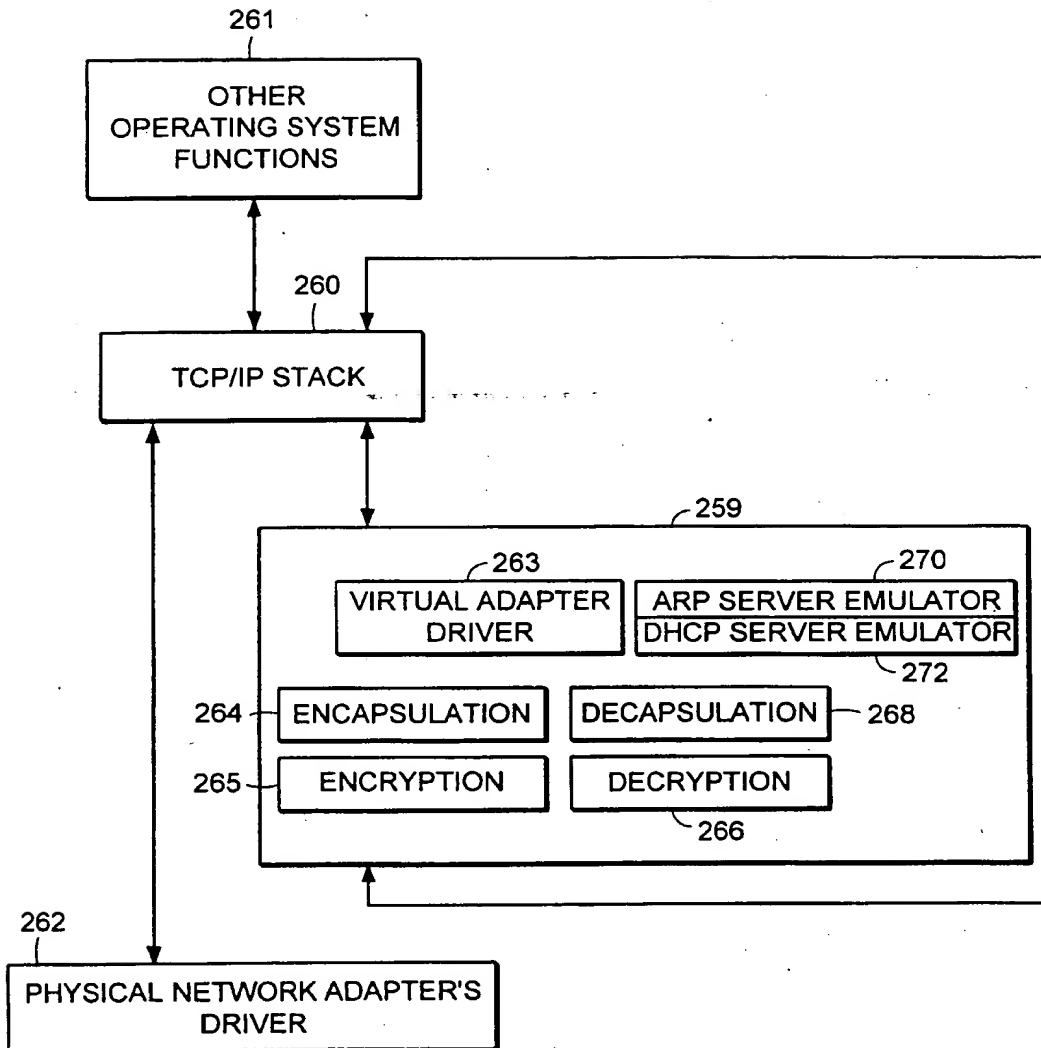 261
OTHER
OPERATING SYSTEM
FUNCTIONS
260
TCP/IP STACK
259
263
VIRTUAL ADAPTER
DRIVER
270
ARP SERVER EMULATOR
DHCP SERVER EMULATOR
272
264
ENCAPSULATION
DECAPSULATION
268
265
ENCRYPTION
DECRYPTION
266
262
PHYSICAL NETWORK ADAPTER'S
DRIVER